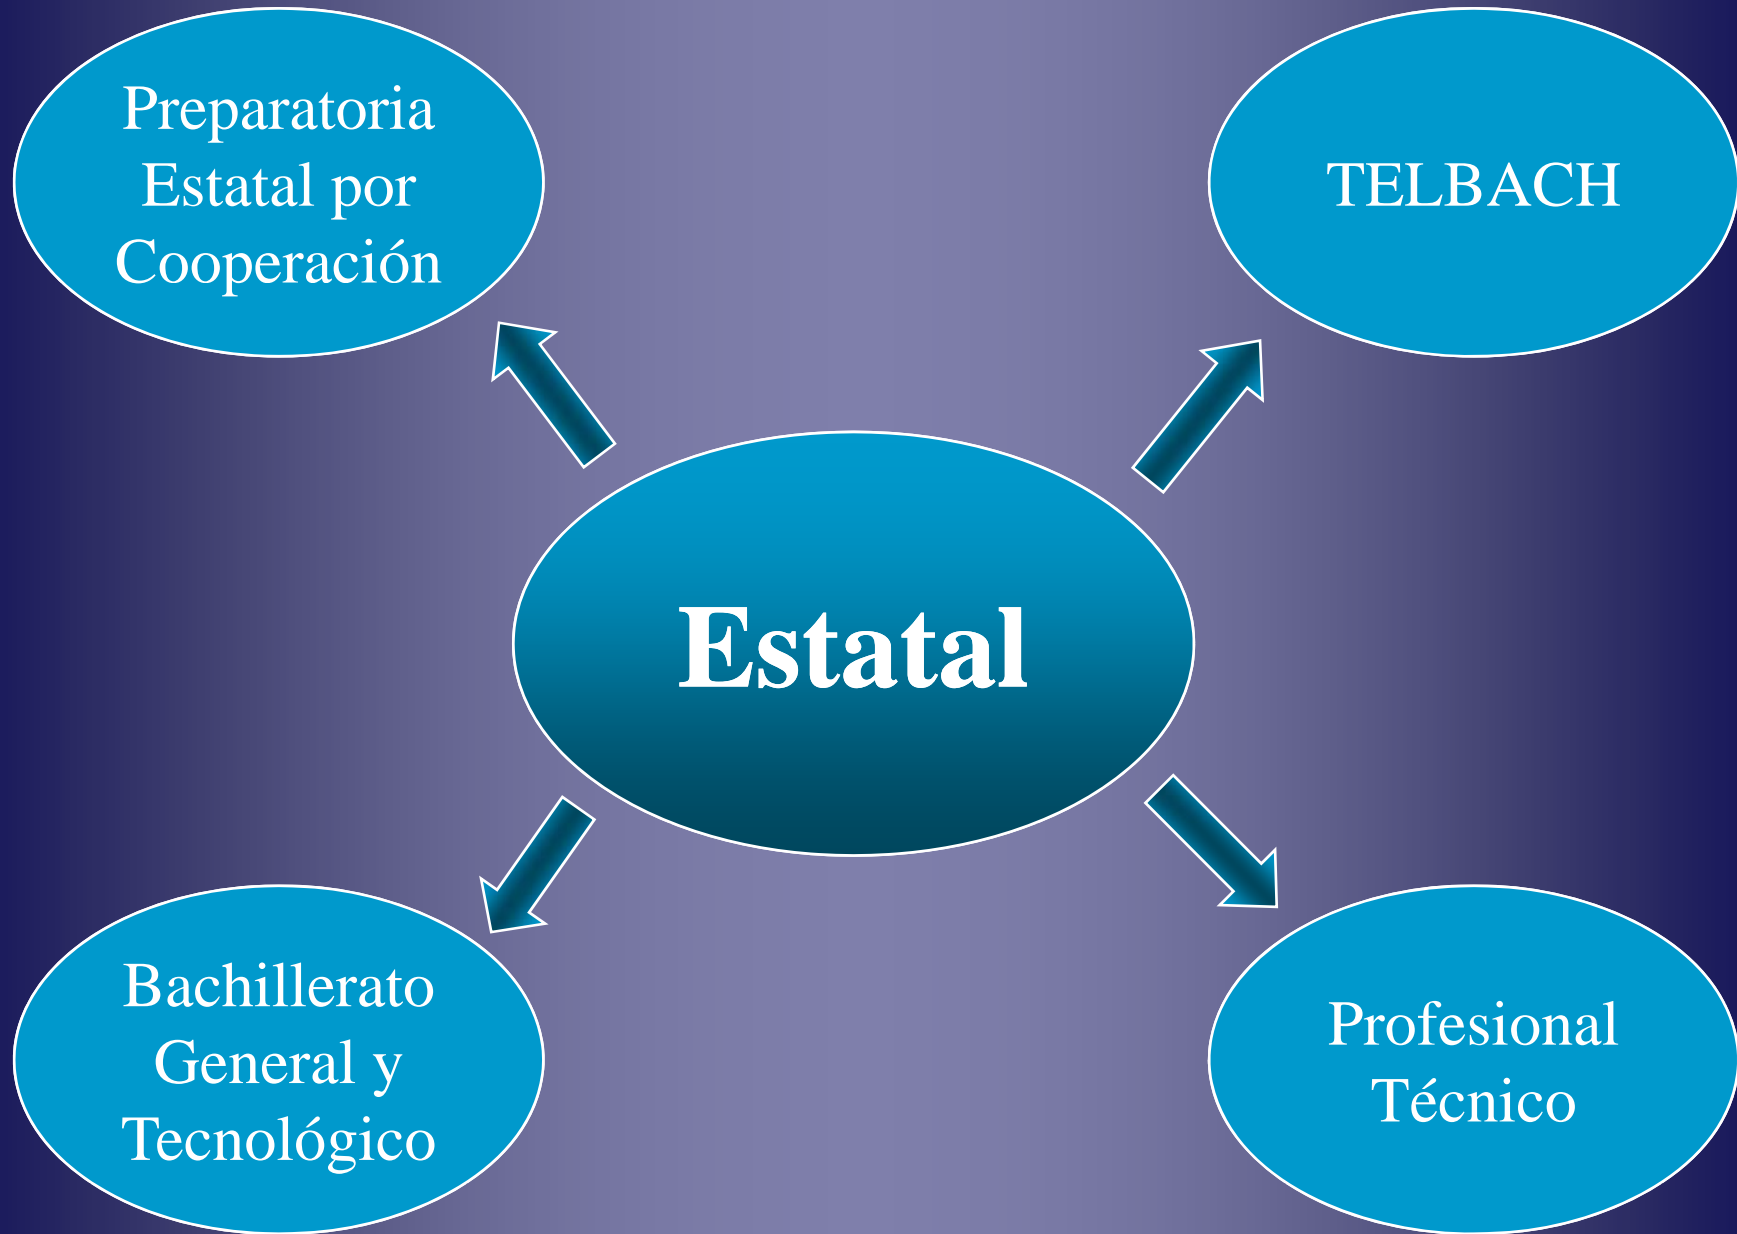 Preparatoria
Estatal por
Cooperación
TELBACH
Estatal
Bachillerato
General y
Tecnológico
Profesional
Técnico